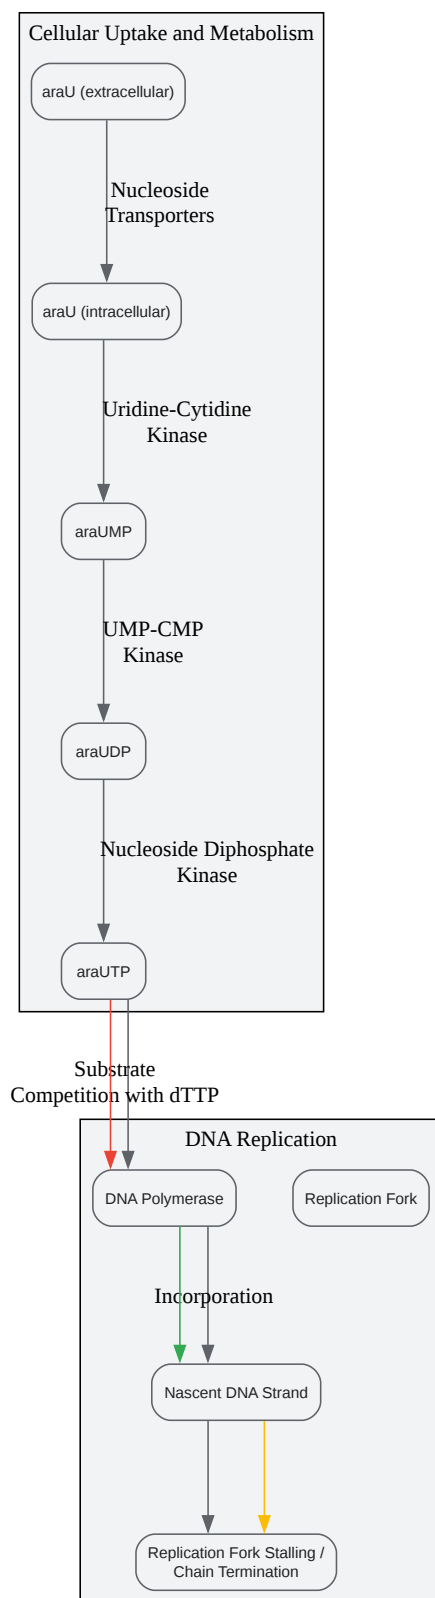 Cellular Uptake and Metabolism
araU (extracellular)
Nucleoside
Transporters
araU (intracellular)
Uridine-Cytidine
Kinase
araUMP
UMP-CMP
Kinase
araUDP
Nucleoside Diphosphate
Kinase
araUTP
Substrate
Competition with dTTP
DNA Replication
DNA Polymerase
Replication Fork
Incorporation
Nascent DNA Strand
Replication Fork Stalling /
Chain Termination